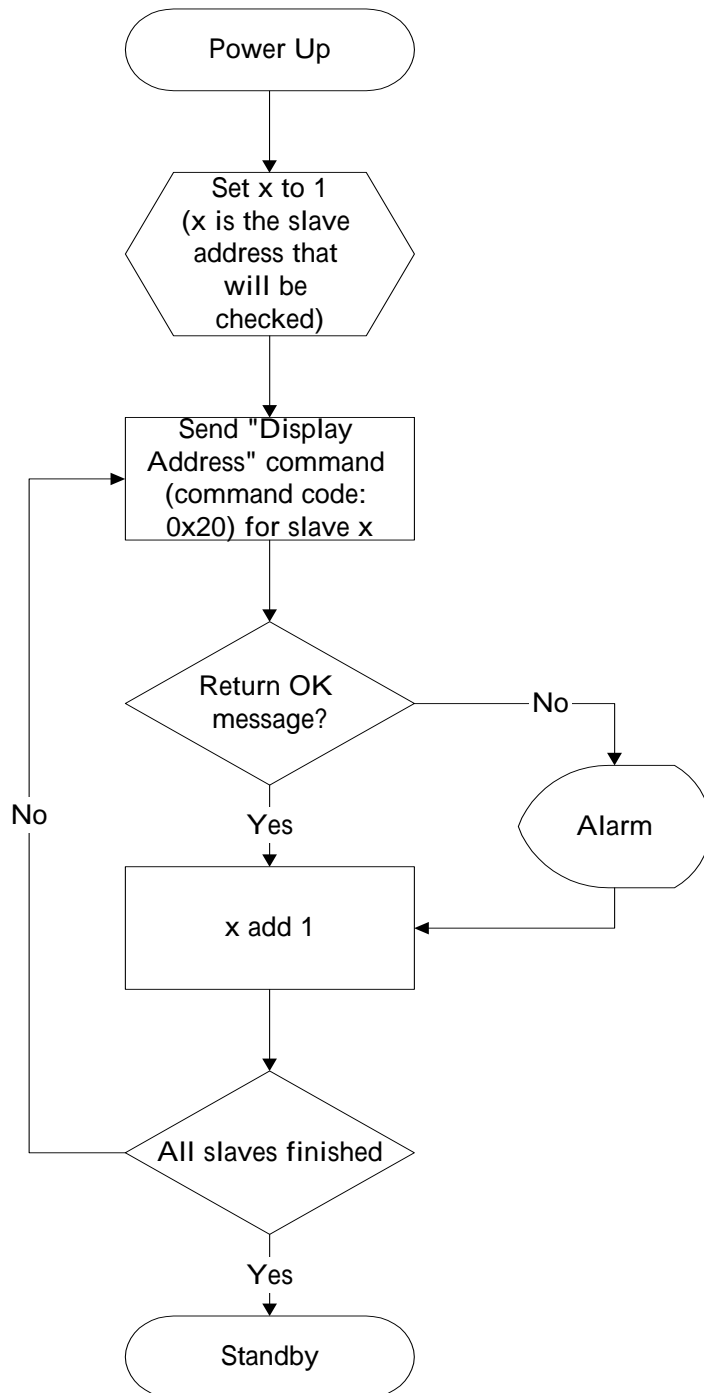 Power Up
Set x to 1
(x is the slave
address that
will be
checked)
Send "Display
Address" command
(command code:
0x20) for slave x
Return OK
message?
No
Alarm
No
Yes
x add 1
All slaves finished
Yes
Standby